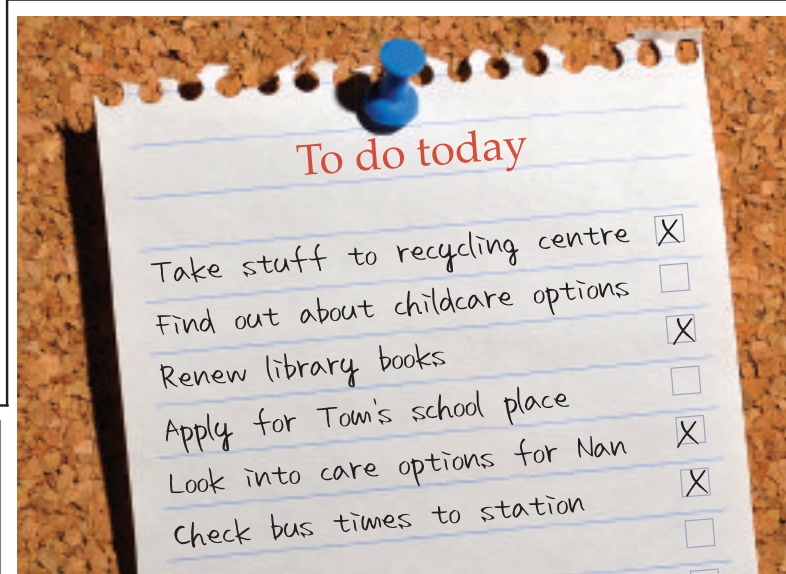 To do today
Take stuff to recycling centre X
Find out about childcare options
Renew library books X
Apply for Tom's school place
Look into care options for Nan X
Check bus times to station X